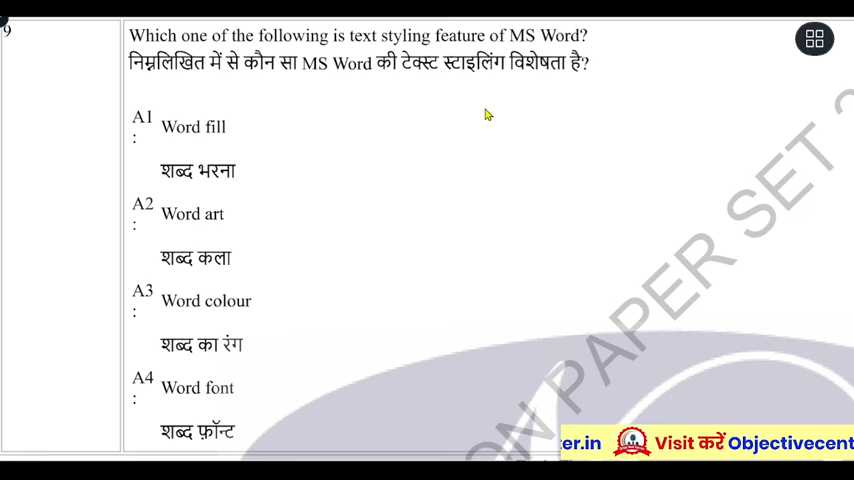 9
Which one of the following is text styling feature of MS Word?
निम्नलिखित में से कौन सा MS Word की टेक्स्ट स्टाइलिंग विशेषता है?
A1
:
Word fill
शब्द भरना
A2
:
Word art
शब्द कला
A3
:
Word colour
शब्द का रंग
A4
:
Word font
शब्द फ़ॉन्ट
ON PAPER SET
er.in Visit करें Objectivecent